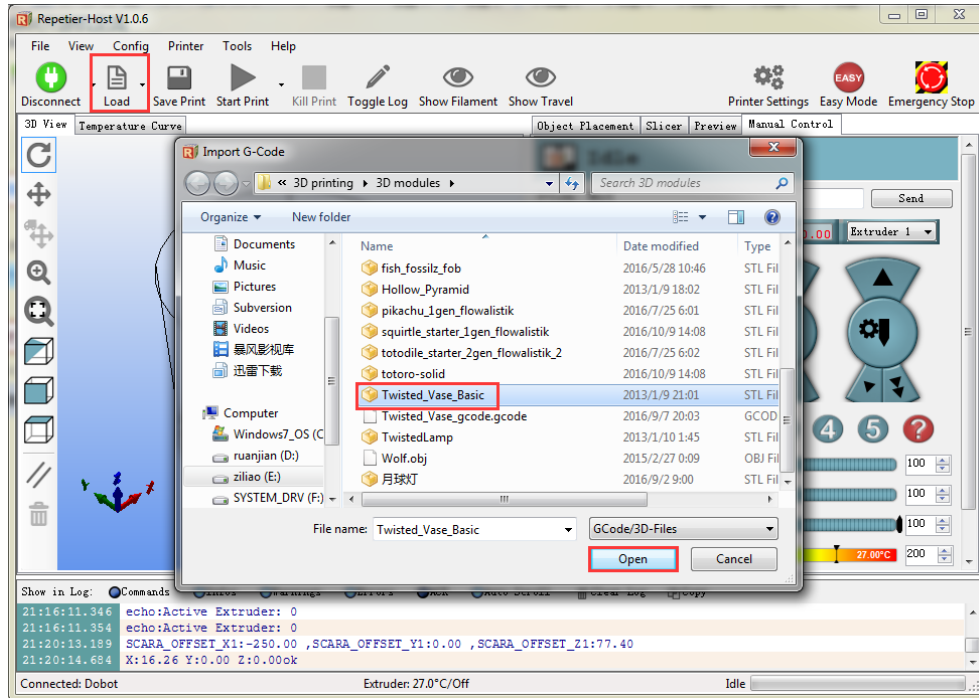 Repetier-Host V1.0.6
File View Config Printer Tools Help
Disconnect Load Save Print Start Print Kill Print Toggle Log Show Filament Show Travel Printer Settings Easy Mode Emergency Stop
EASY
3D View Temperature Curve Object Placement Slicer Preview Manual Control
Import G-Code
Idle
« 3D printing 3D modules Search 3D modules
Send
Organize New folder
Extruder 1
Name Date modified Type
Documents
Music
Pictures
Subversion
Videos
暴风影视库
迅雷下载
Computer
Windows7_OS (C
ruanjian (D:)
ziliao (E:)
SYSTEM_DRV (F:)
fish_fossilz_fob 2016/5/28 10:46 STL Fil
Hollow_Pyramid 2013/1/9 18:02 STL Fil
pikachu_1gen_flowalistik 2016/7/25 6:01 STL Fil
squirtle_starter_1gen_flowalistik 2016/10/9 14:08 STL Fil
totodile_starter_2gen_flowalistik_2 2016/7/25 6:02 STL Fil
totoro-solid 2016/10/9 14:08 STL Fil
Twisted_Vase_Basic 2013/1/9 21:01 STL Fil
Twisted_Vase_gcode.gcode 2016/9/7 20:03 GCOD
TwistedLamp 2013/1/10 1:45 STL Fil
Wolf.obj 2015/2/27 0:09 OBJ Fil
月球灯 2016/9/2 9:00 STL Fil
4 5 ?
100
100
100
27.00°C 200
File name: Twisted_Vase_Basic GCode/3D-Files
Open Cancel
z
y x
Show in Log: Commands
21:16:11.346 echo:Active Extruder: 0
21:16:11.354 echo:Active Extruder: 0
21:20:13.189 SCARA_OFFSET_X1:-250.00 ,SCARA_OFFSET_Y1:0.00 ,SCARA_OFFSET_Z1:77.40
21:20:14.684 X:16.26 Y:0.00 Z:0.00ok
Connected: Dobot Extruder: 27.0°C/Off Idle